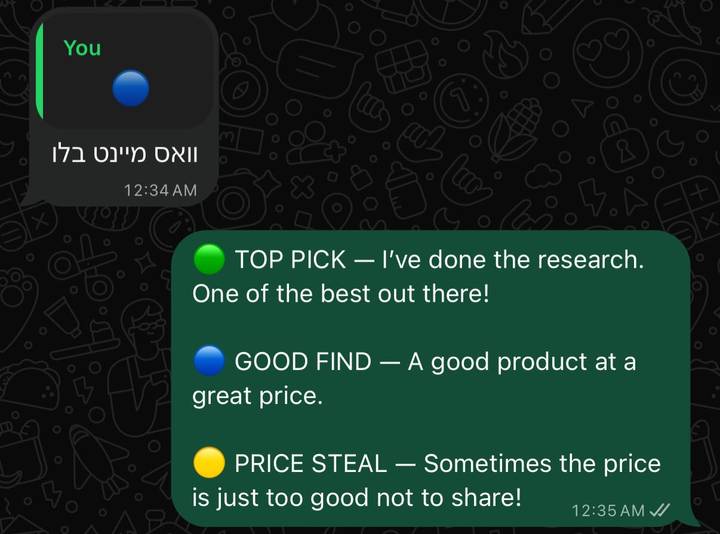 You
🔵
וואס מיינט בלו
12:34 AM
🟢 TOP PICK — I’ve done the research.
One of the best out there!
🔵 GOOD FIND — A good product at a
great price.
🟡 PRICE STEAL — Sometimes the price
is just too good not to share!
12:35 AM